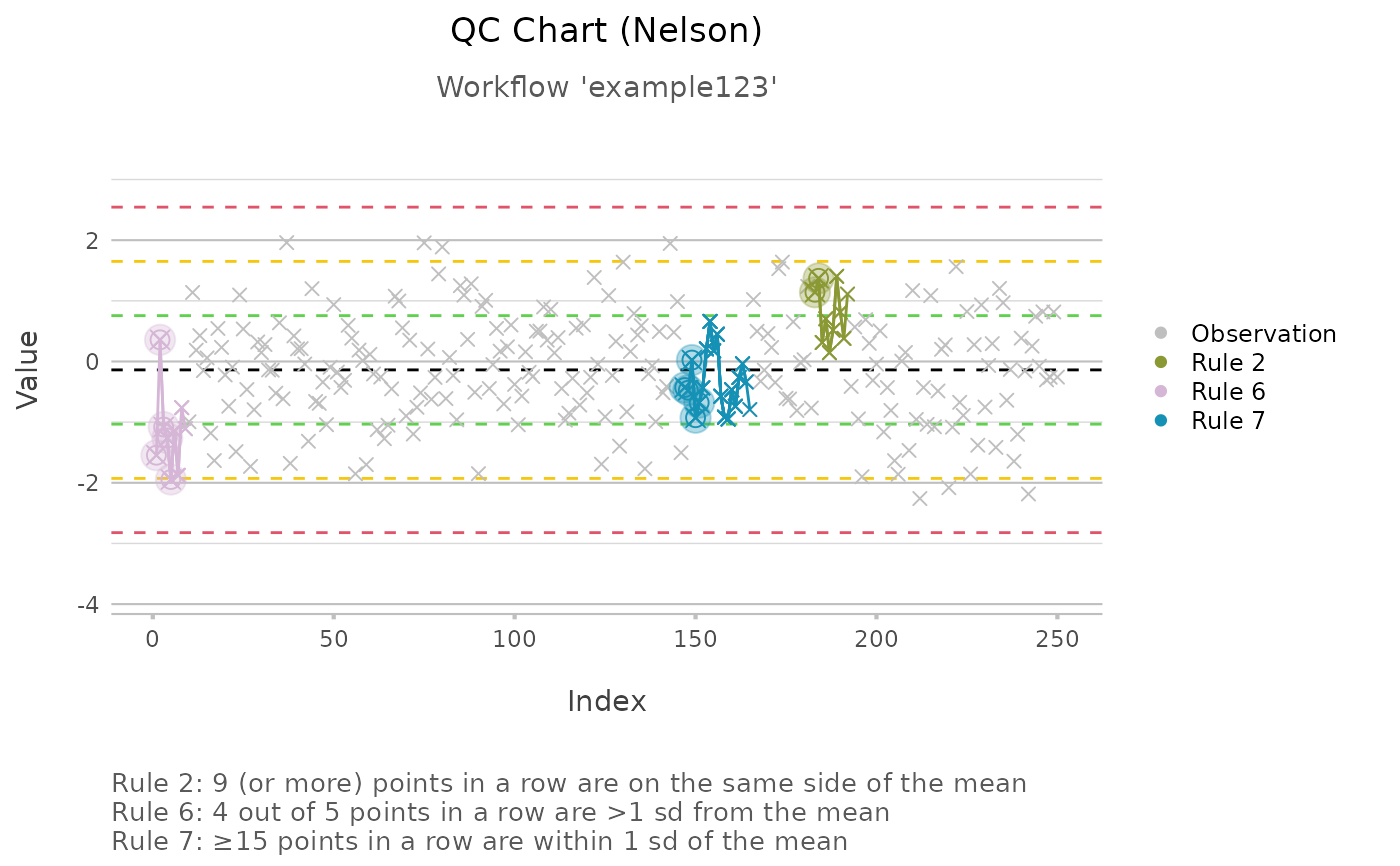 QC Chart (Nelson)
Workflow 'example123'
Value
2
0
-2
-4
0 50 100 150 200 250
Index
Observation
Rule 2
Rule 6
Rule 7
Rule 2: 9 (or more) points in a row are on the same side of the mean
Rule 6: 4 out of 5 points in a row are >1 sd from the mean
Rule 7: ≥15 points in a row are within 1 sd of the mean